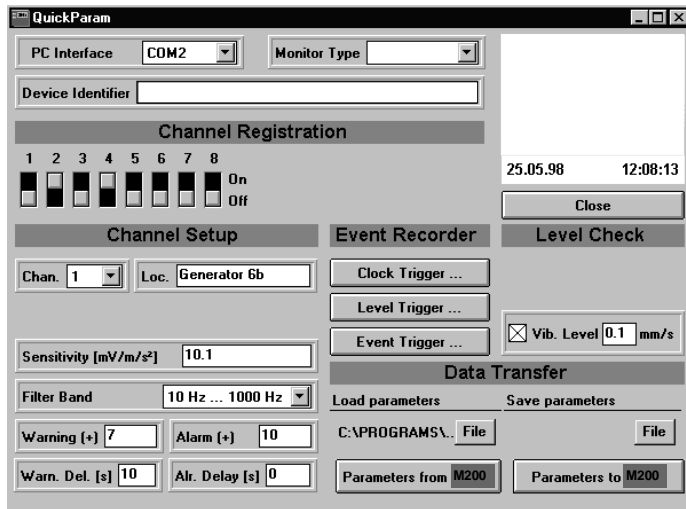 QuickParam
PC Interface COM2 Monitor Type
Device Identifier
Channel Registration
1 2 3 4 5 6 7 8
On
Off
25.05.98 12:08:13
Close
Channel Setup Event Recorder Level Check
Chan. 1 Loc. Generator 6b Clock Trigger ...
Level Trigger ...
Event Trigger ... Vib. Level 0.1 mm/s
Sensitivity [mV/m/s²] 10.1
Data Transfer
Filter Band 10 Hz ... 1000 Hz Load parameters Save parameters
Warning (+) 7 Alarm (+) 10 C:\PROGRAMS\.. File File
Warn. Del. [s] 10 Alr. Delay [s] 0 Parameters from M200 Parameters to M200